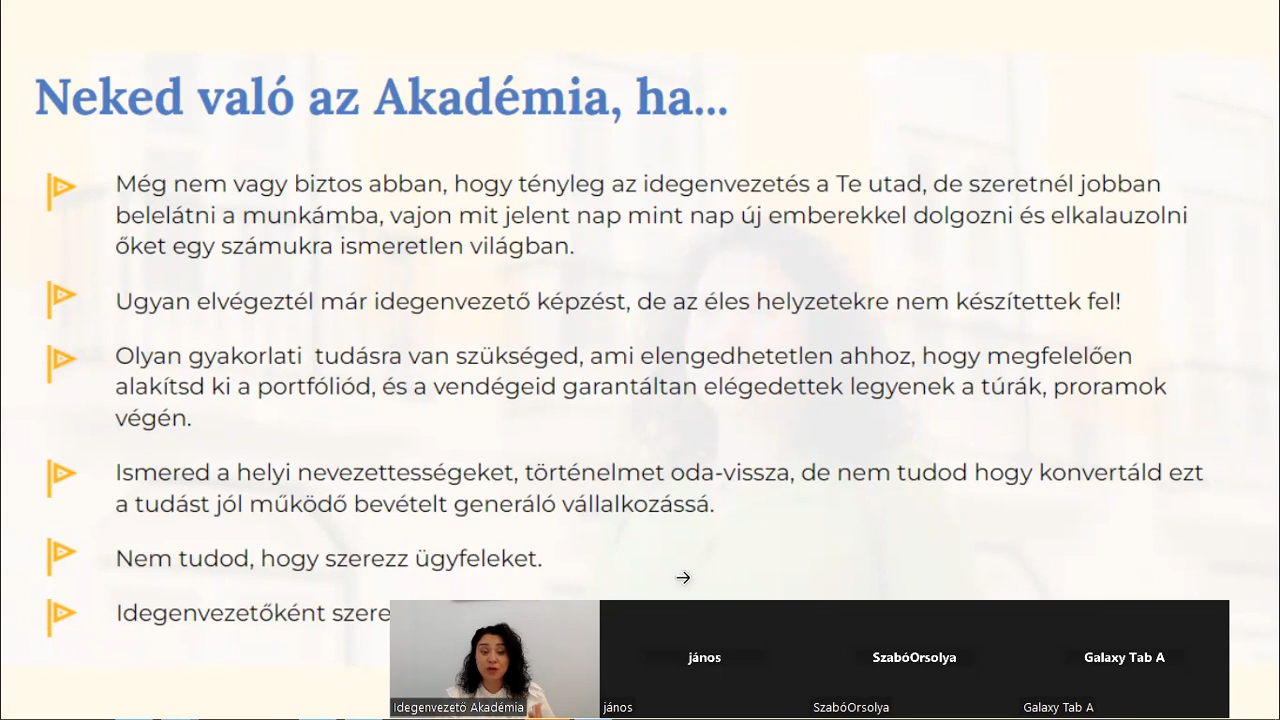 Neked való az Akadémia, ha...
Még nem vagy biztos abban, hogy tényleg az idegenvezetés a Te utad, de szeretnél jobban
belelátni a munkámba, vajon mit jelent nap mint nap új emberekkel dolgozni és elkalauzolni
őket egy számukra ismeretlen világban.
Ugyan elvégeztél már idegenvezető képzést, de az éles helyzetekre nem készítettek fel!
Olyan gyakorlati  tudásra van szükséged, ami elengedhetetlen ahhoz, hogy megfelelően
alakítsd ki a portfóliód, és a vendégeid garantáltan elégedettek legyenek a túrák, proramok
végén.
Ismered a helyi nevezettességeket, történelmet oda-vissza, de nem tudod hogy konvertáld ezt
a tudást jól működő bevételt generáló vállalkozássá.
Nem tudod, hogy szerezz ügyfeleket.
Idegenvezetőként szere
jános
SzabóOrsolya
Galaxy Tab A
Idegenvezető Akadémia
jános
SzabóOrsolya
Galaxy Tab A